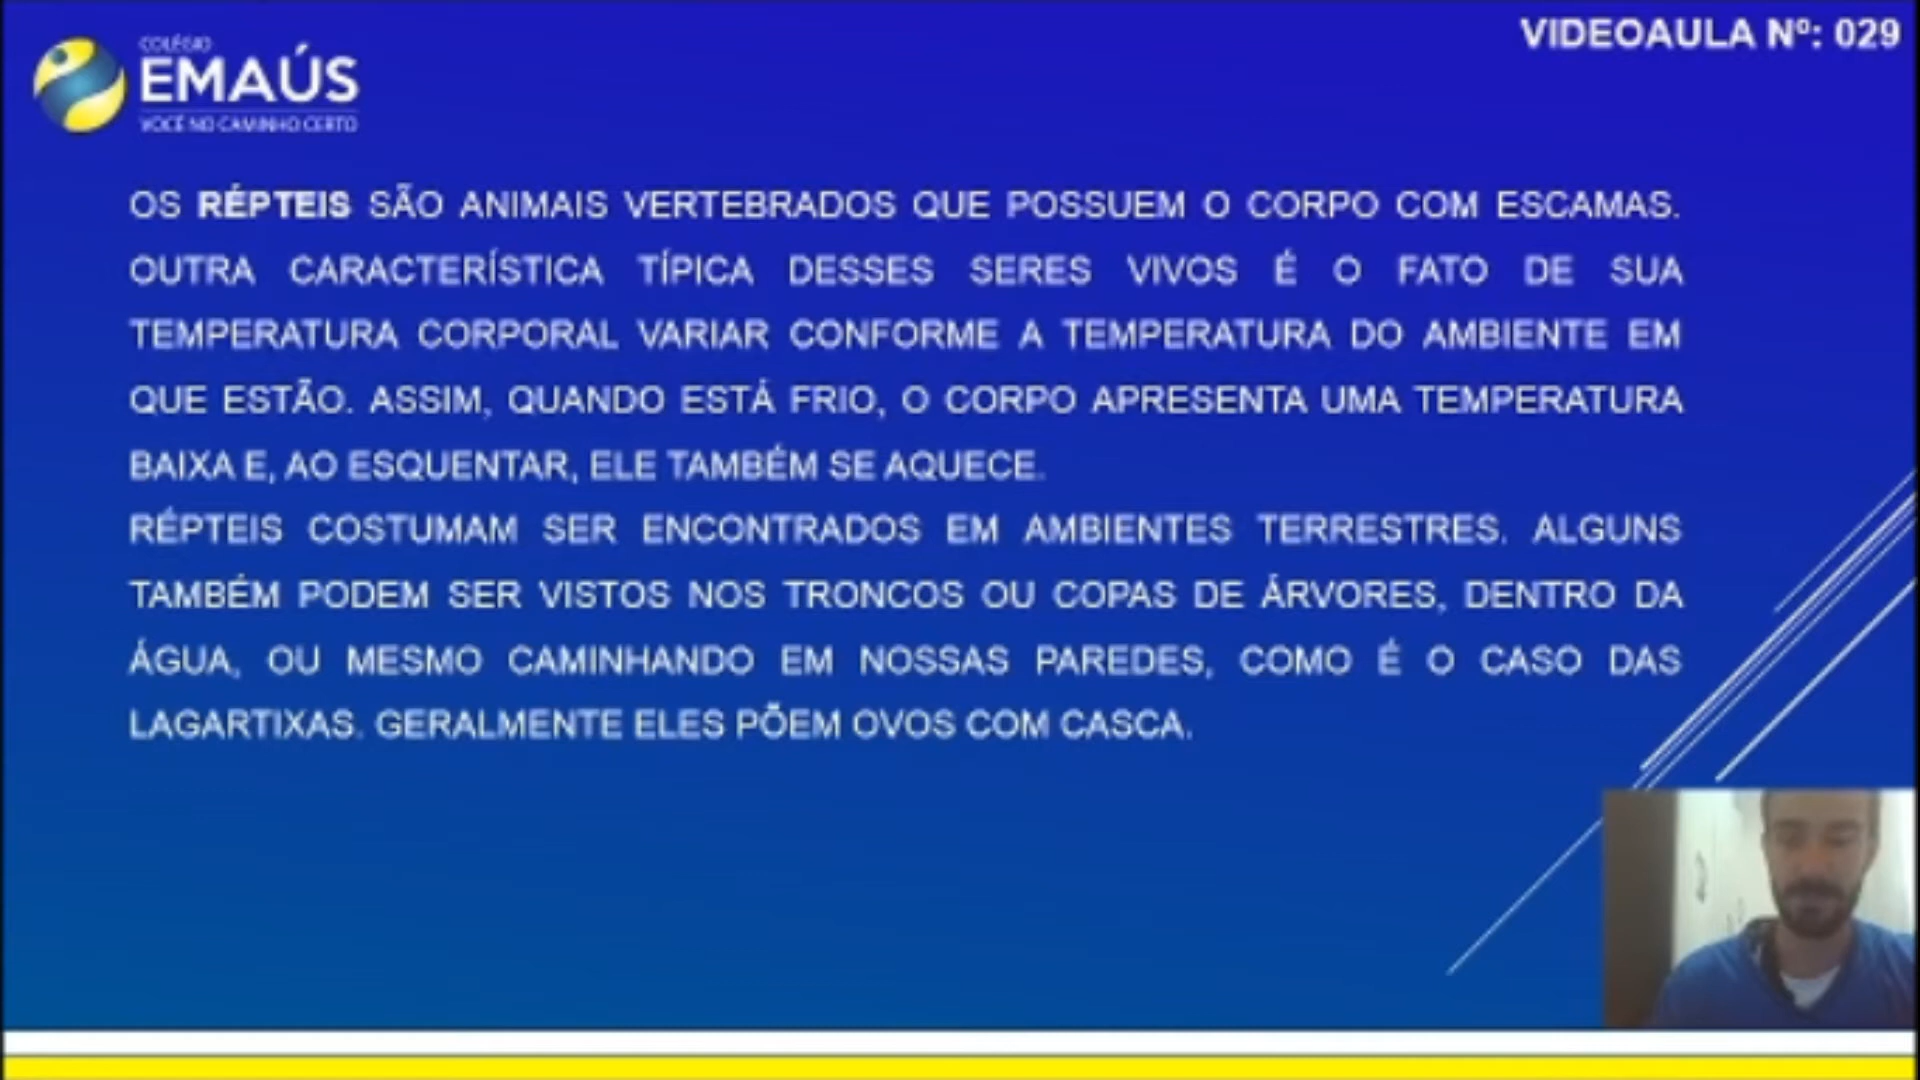 COLÉGIO
EMAÚS
VOCÊ NO CAMINHO CERTO
VIDEOAULA Nº: 029
OS RÉPTEIS SÃO ANIMAIS VERTEBRADOS QUE POSSUEM O CORPO COM ESCAMAS.
OUTRA CARACTERÍSTICA TÍPICA DESSES SERES VIVOS É O FATO DE SUA
TEMPERATURA CORPORAL VARIAR CONFORME A TEMPERATURA DO AMBIENTE EM
QUE ESTÃO. ASSIM, QUANDO ESTÁ FRIO, O CORPO APRESENTA UMA TEMPERATURA
BAIXA E, AO ESQUENTAR, ELE TAMBÉM SE AQUECE.
RÉPTEIS COSTUMAM SER ENCONTRADOS EM AMBIENTES TERRESTRES. ALGUNS
TAMBÉM PODEM SER VISTOS NOS TRONCOS OU COPAS DE ÁRVORES, DENTRO DA
ÁGUA, OU MESMO CAMINHANDO EM NOSSAS PAREDES, COMO É O CASO DAS
LAGARTIXAS. GERALMENTE ELES PÕEM OVOS COM CASCA.